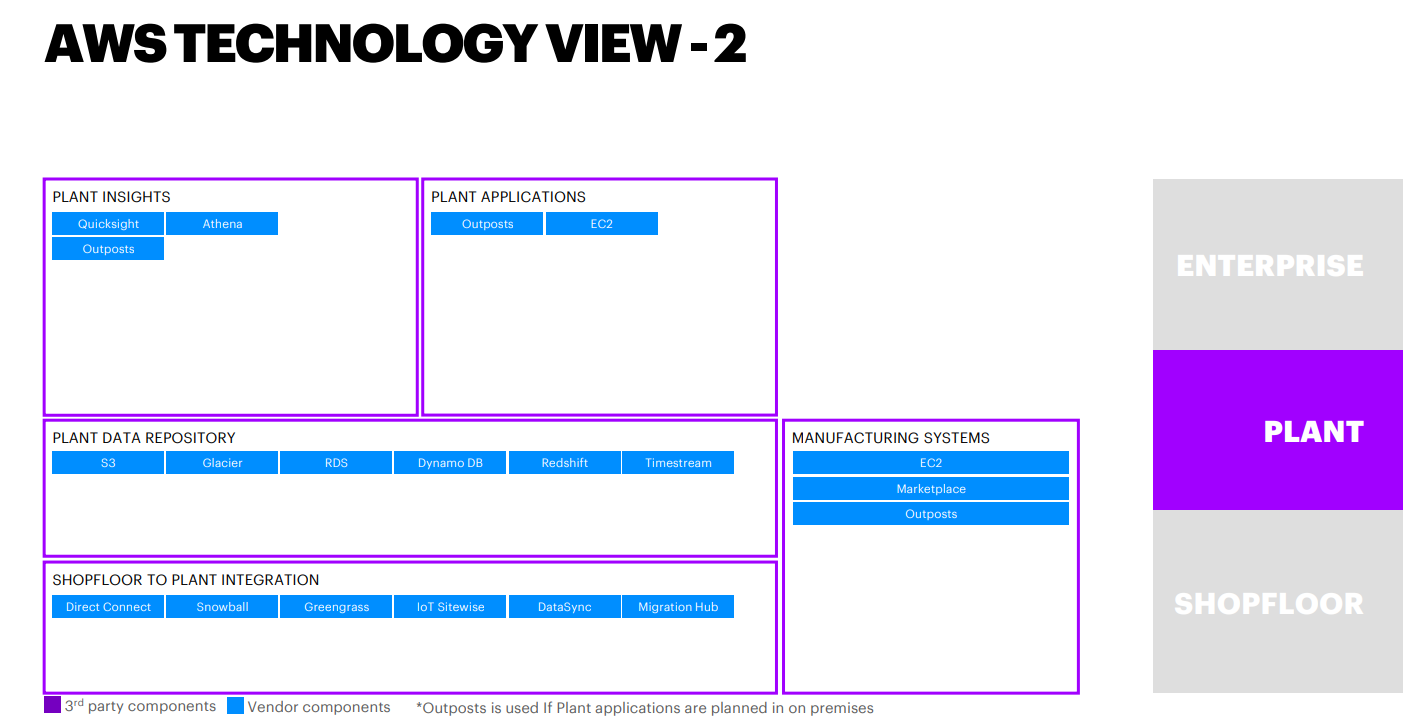 AWS TECHNOLOGY VIEW - 2
PLANT INSIGHTS
Quicksight
Athena
Outposts
PLANT APPLICATIONS
Outposts
EC2
PLANT DATA REPOSITORY
S3
Glacier
RDS
Dynamo DB
Redshift
Timestream
MANUFACTURING SYSTEMS
EC2
Marketplace
Outposts
SHOPFLOOR TO PLANT INTEGRATION
Direct Connect
Snowball
Greengrass
IoT Sitewise
DataSync
Migration Hub
ENTERPRISE
PLANT
SHOPFLOOR
3rd party components
Vendor components
*Outposts is used If Plant applications are planned in on premises